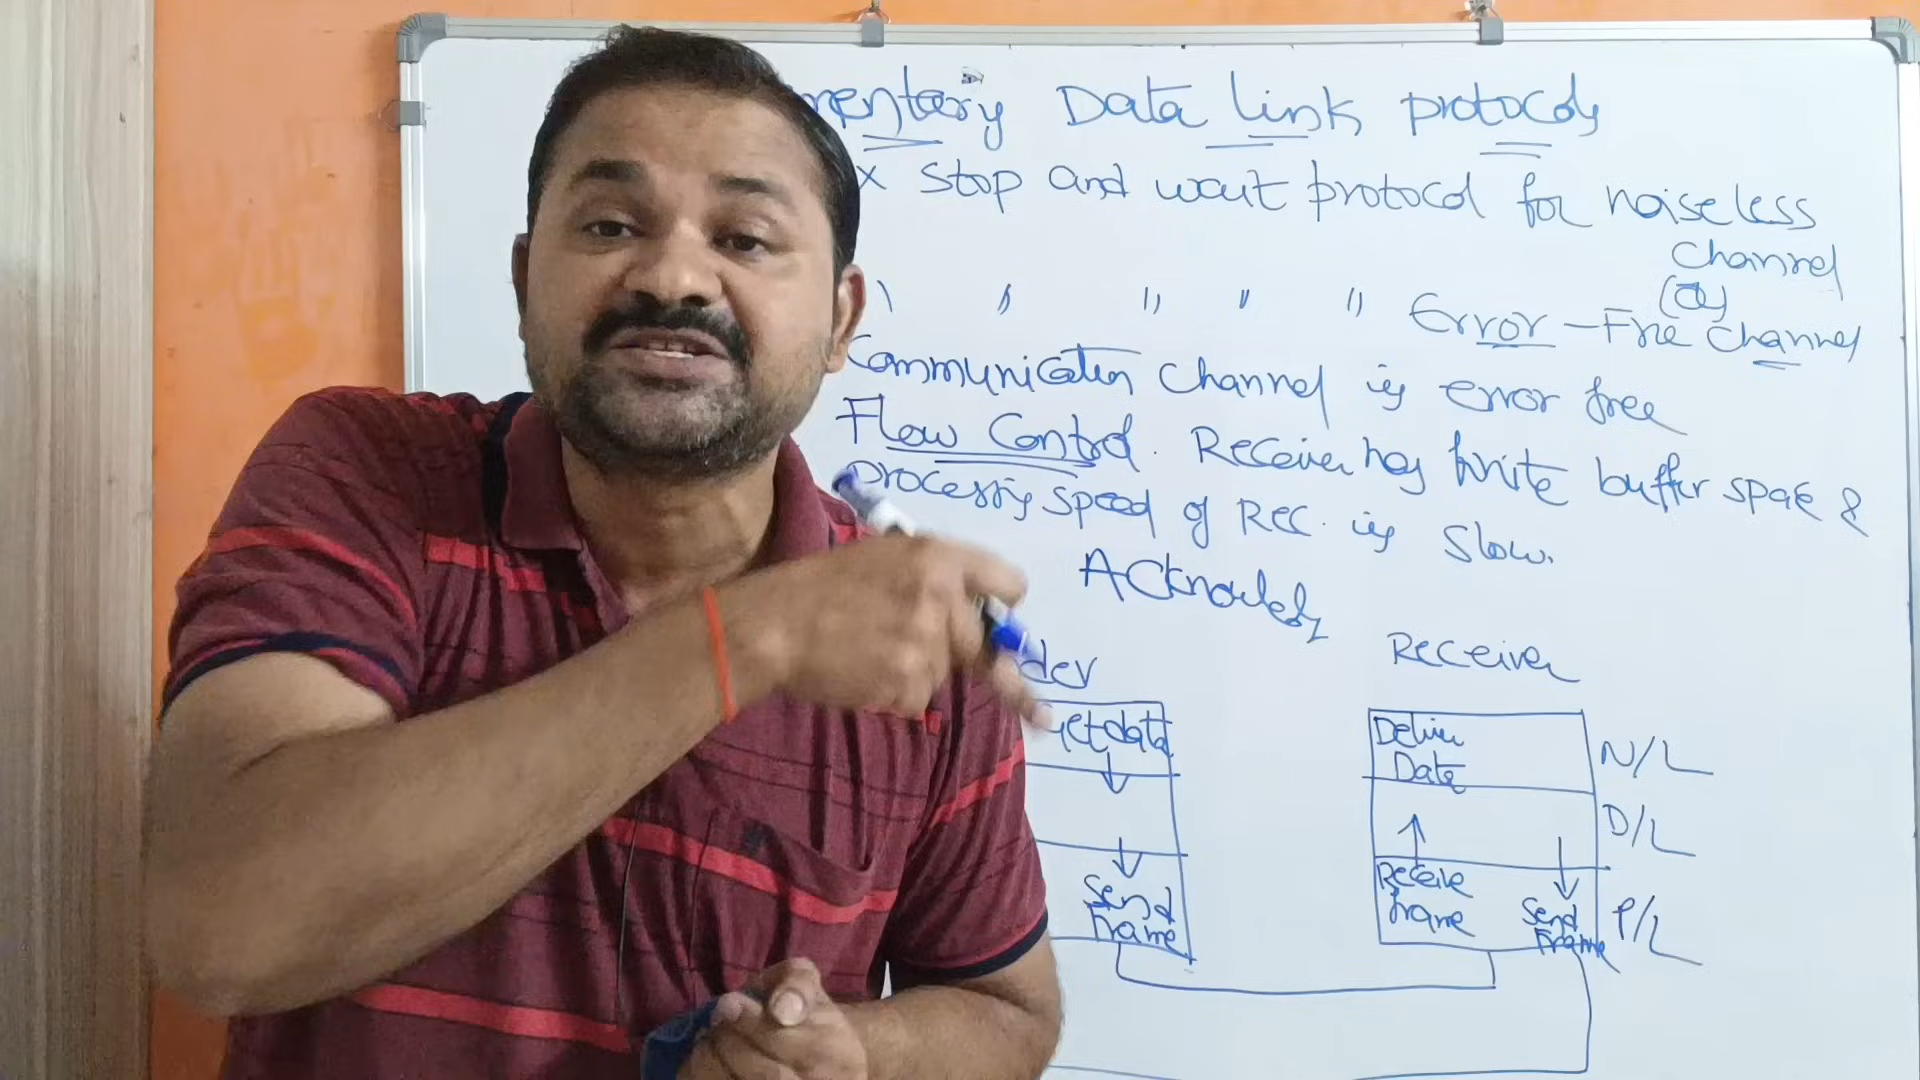 mentary Data Link protocols
x Stop and wait protocol for noiseless
Channel
(or)
" " " " " Error-Free Channel
Communication Channel is error free
Flow Control. Receiver has finite buffer space &
processing speed of Rec. is Slow.
Acknowledg
der
Receiver
Get data
Deliver
Data
N/L
D/L
Send
Frame
Receive
frame
Send
Frame
P/L